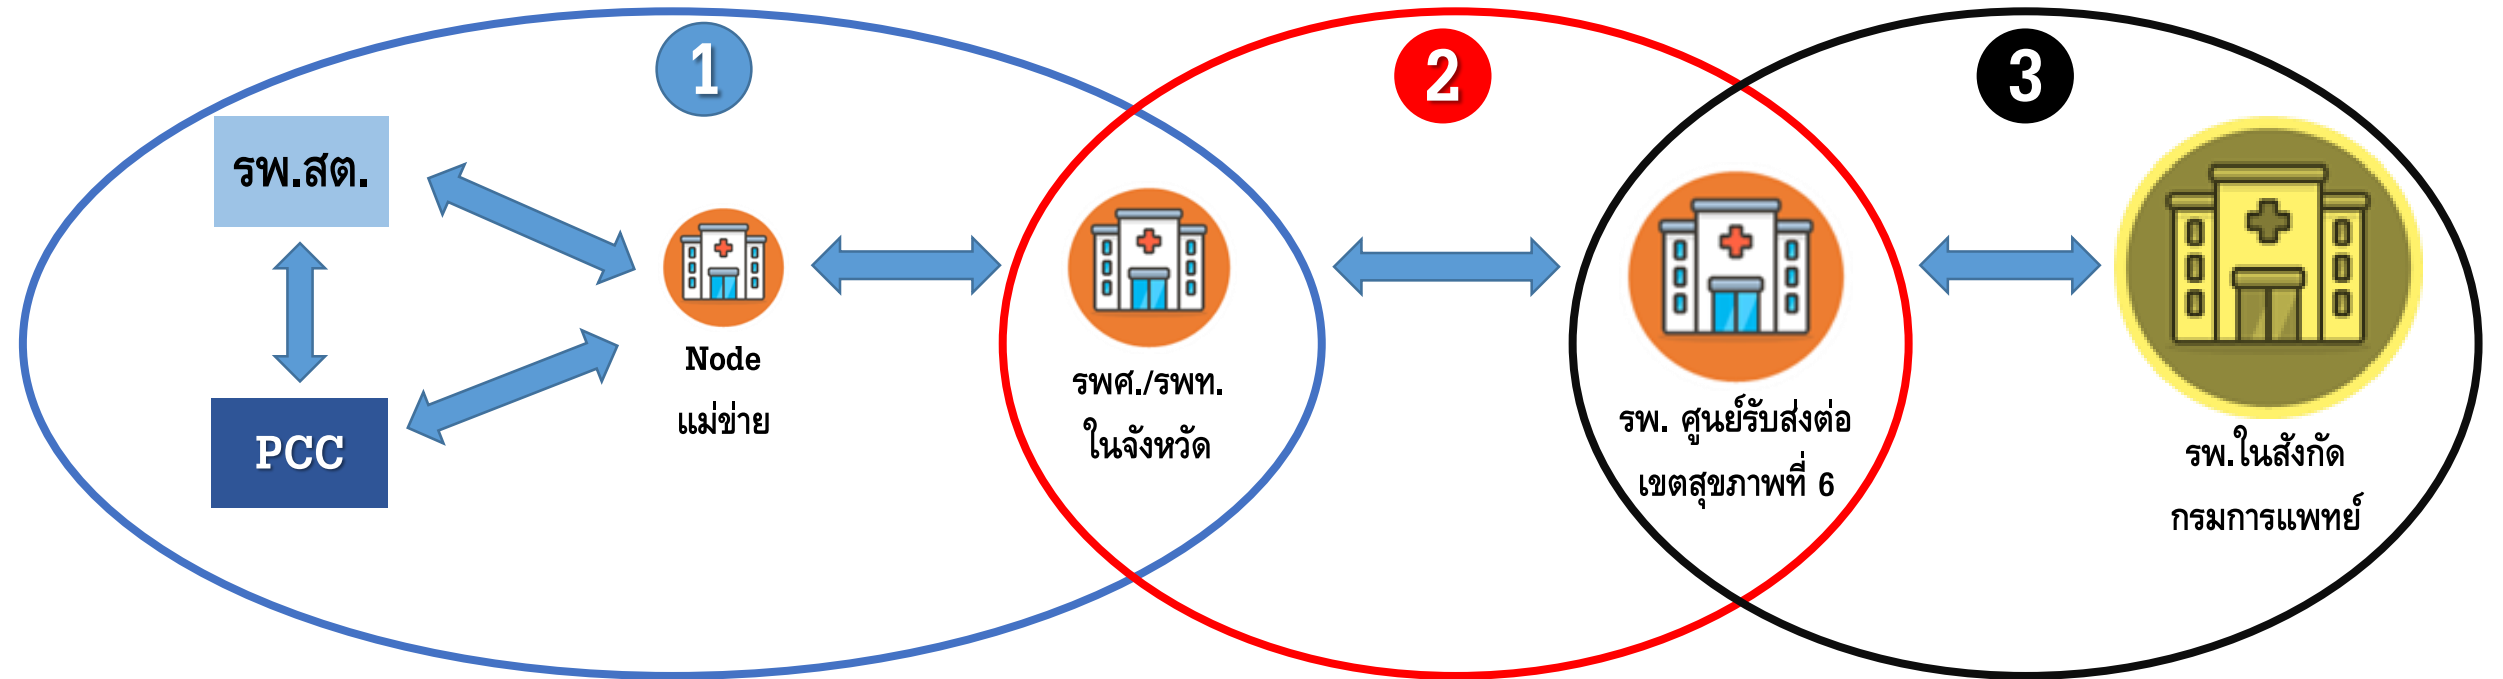 1
2
3
รพ.สต.
PCC
Node
แม่ข่าย
รพศ./รพท.
ในจังหวัด
รพ. ศูนย์รับส่งต่อ
เขตสุขภาพที่ 6
รพ.ในสังกัด
กรมการแพทย์